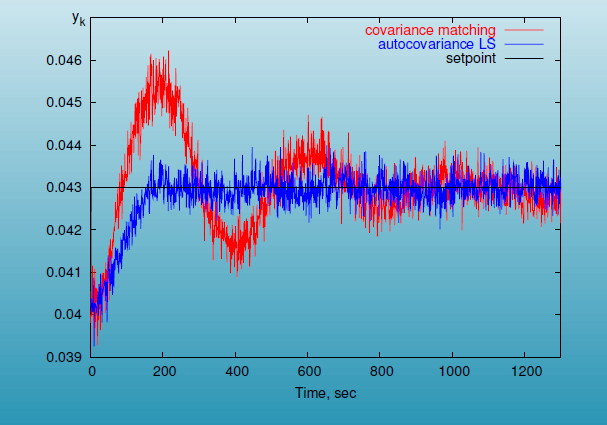 yk
covariance matching
autocovariance LS
setpoint
0.046
0.045
0.044
0.043
0.042
0.041
0.04
0.039
0 200 400 600 800 1000 1200
Time, sec